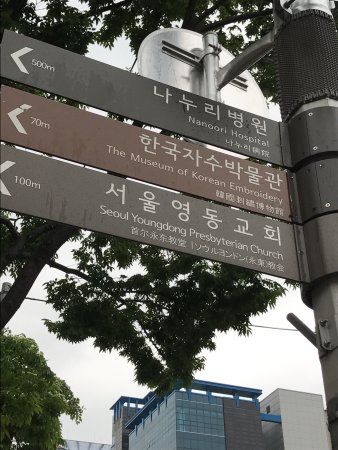 500m
나누리병원
Nanoori Hospital
나누리病院
70m
한국자수박물관
The Museum of Korean Embroidery
韓國刺繡博物館
100m
서울영동교회
Seoul Youngdong Presbyterian Church
首尔永东教堂 | ソウルヨンドン(永東)教会